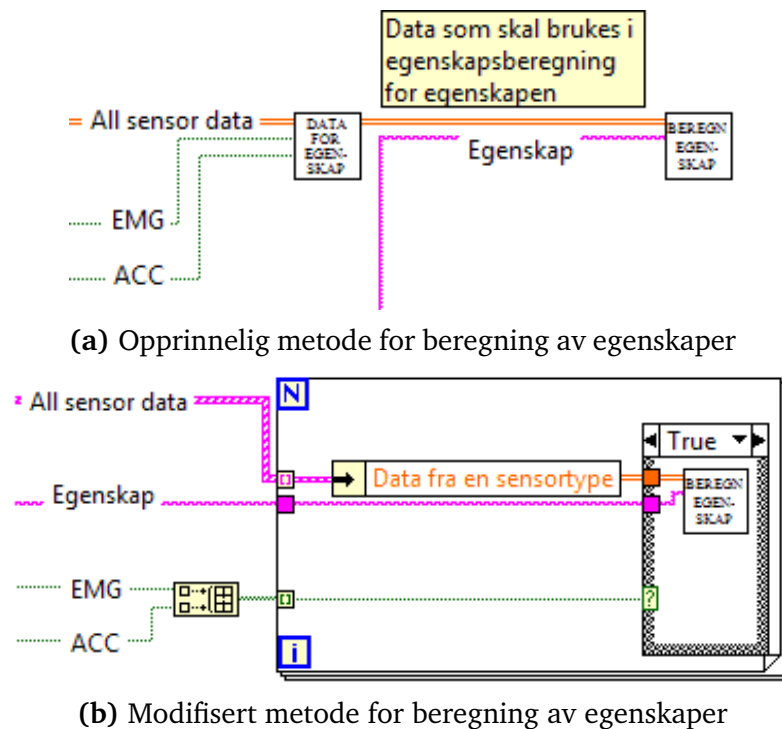 Data som skal brukes i
egenskapsberegning
for egenskapen
All sensor data
DATA
FOR
EGEN-
SKAP
Egenskap
BEREGN
EGEN-
SKAP
EMG
ACC
(a) Opprinnelig metode for beregning av egenskaper
All sensor data
N
True
Data fra en sensortype
BEREGN
EGEN-
SKAP
Egenskap
EMG
?
ACC
i
(b) Modifisert metode for beregning av egenskaper